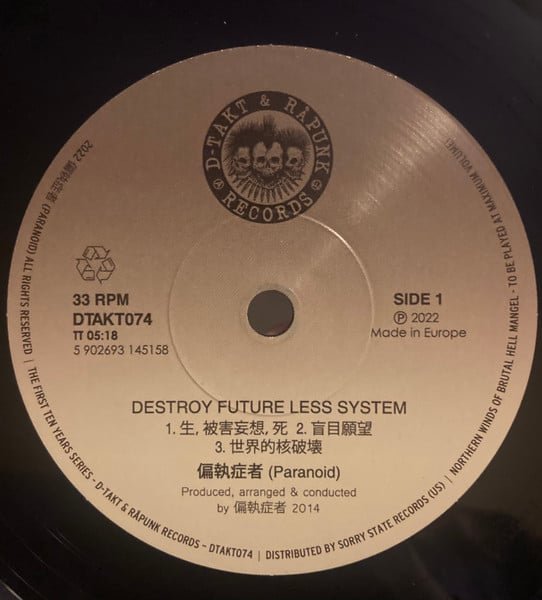 D-TAKT & RÅPUNK
RECORDS
33 RPM
DTAKT074
TT 05:18
5 902693 145158
SIDE 1
Ⓟ 2022
Made in Europe
DESTROY FUTURE LESS SYSTEM
1. 生, 被害妄想, 死 2. 盲目願望
3. 世界的核破壊
偏執症者 (Paranoid)
Produced, arranged & conducted
by 偏執症者 2014
2022 偏執症者 (PARANOID) ALL RIGHTS RESERVED | THE FIRST TEN YEARS SERIES - D-TAKT & RÅPUNK RECORDS – DTAKT074 | DISTRIBUTED BY SORRY STATE RECORDS (US) | NORTHERN WINDS OF BRUTAL HELL MANGEL - TO BE PLAYED AT MAXIMUM VOLUME!